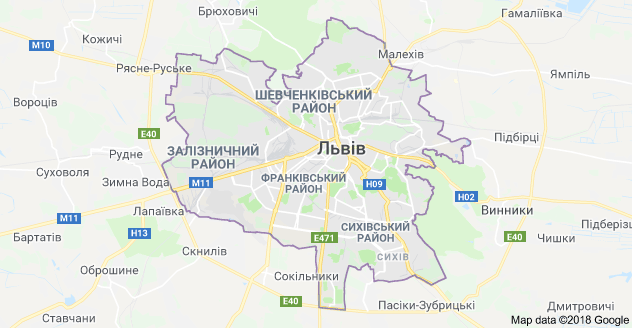 Брюховичі
Гамаліївка
Кожичі
M10
Малехів
Рясне-Руське
Ямпіль
ШЕВЧЕНКІВСЬКИЙ
РАЙОН
Вороців
E40
Підбірці
ЗАЛІЗНИЧНИЙ
РАЙОН
Львів
Рудне
Суховоля
Зимна Вода
M11
ФРАНКІВСЬКИЙ
РАЙОН
H09
H02
Винники
M11
Лапаївка
Підберізці
Бартатів
H13
СИХІВСЬКИЙ
РАЙОН
E471
E40
Чишки
Скнилів
СИХІВ
Оброшине
Сокільники
E40
Пасіки-Зубрицькі
Дмитровичі
Ставчани
Map data ©2018 Google